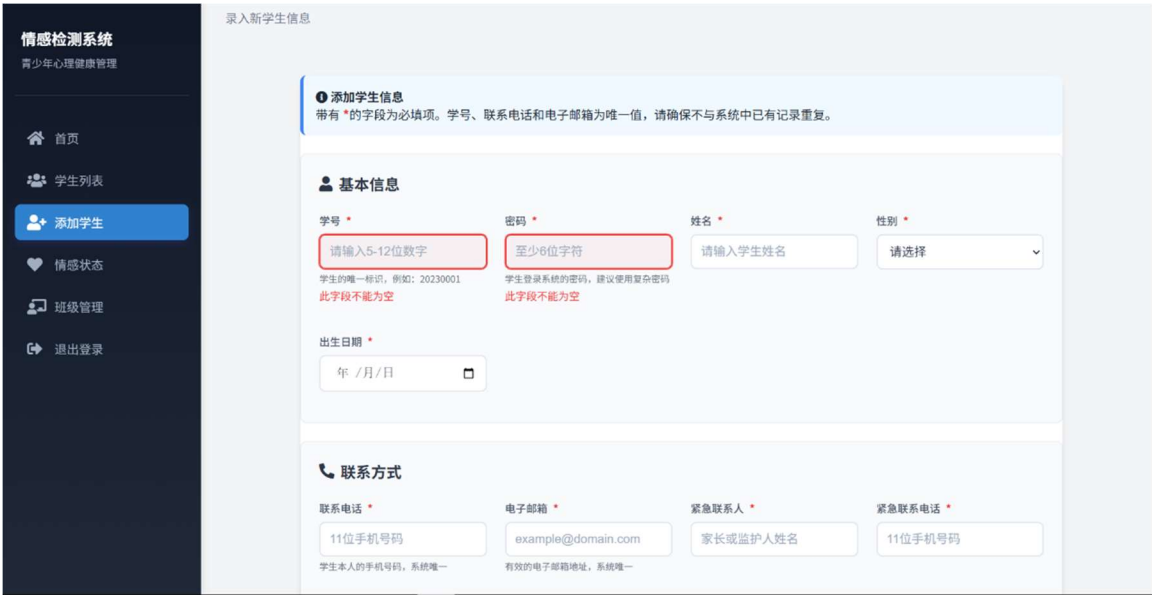 情感检测系统
青少年心理健康管理
首页
学生列表
添加学生
情感状态
班级管理
退出登录
录入新学生信息
添加学生信息
带有 *的字段为必填项。学号、联系电话和电子邮箱为唯一值，请确保不与系统中已有记录重复。
基本信息
学号 * 密码 * 姓名 * 性别 *
请输入5-12位数字 至少6位字符 请输入学生姓名 请选择
学生的唯一标识，例如：20230001 学生登录系统的密码，建议使用复杂密码
此字段不能为空 此字段不能为空
出生日期 *
年 /月/日
联系方式
联系电话 * 电子邮箱 * 紧急联系人 * 紧急联系电话 *
11位手机号码 example@domain.com 家长或监护人姓名 11位手机号码
学生本人的手机号码，系统唯一 有效的电子邮箱地址，系统唯一